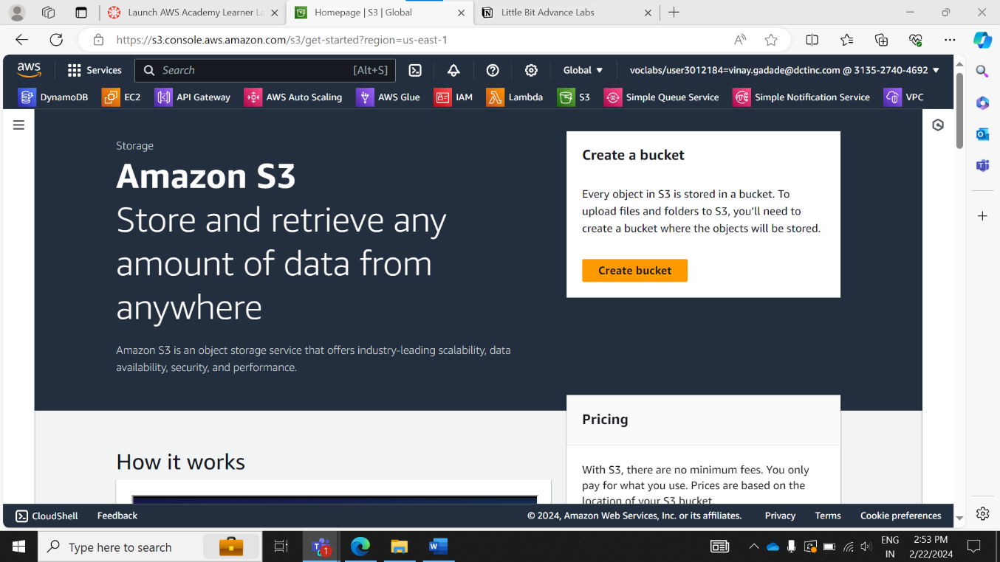 Launch AWS Academy Learner La
Homepage | S3 | Global
Little Bit Advance Labs
https://s3.console.aws.amazon.com/s3/get-started?region=us-east-1
aws
Services
Search
[Alt+S]
Global
voclabs/user3012184=vinay.gadade@dctinc.com @ 3135-2740-4692
DynamoDB
EC2
API Gateway
AWS Auto Scaling
AWS Glue
IAM
Lambda
S3
Simple Queue Service
Simple Notification Service
VPC
Storage
Amazon S3
Store and retrieve any
amount of data from
anywhere
Amazon S3 is an object storage service that offers industry-leading scalability, data
availability, security, and performance.
Create a bucket
Every object in S3 is stored in a bucket. To
upload files and folders to S3, you'll need to
create a bucket where the objects will be stored.
Create bucket
Pricing
With S3, there are no minimum fees. You only
pay for what you use. Prices are based on the
location of your S3 bucket.
How it works
CloudShell
Feedback
© 2024, Amazon Web Services, Inc. or its affiliates.
Privacy
Terms
Cookie preferences
Type here to search
1
ENG
IN
2:53 PM
2/22/2024